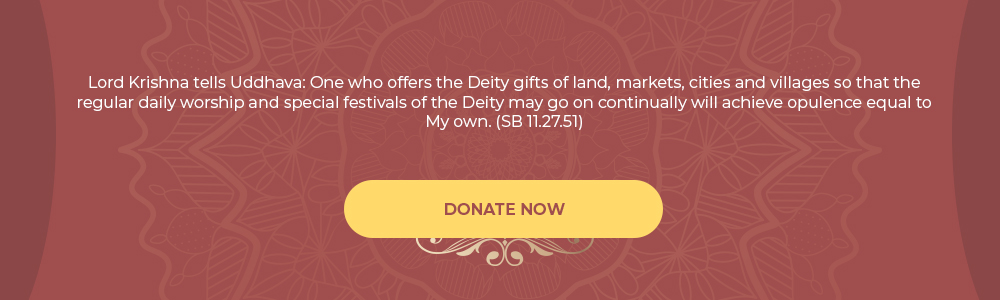 Lord Krishna tells Uddhava: One who offers the Deity gifts of land, markets, cities and villages so that the
regular daily worship and special festivals of the Deity may go on continually will achieve opulence equal to
My own. (SB 11.27.51)
DONATE NOW